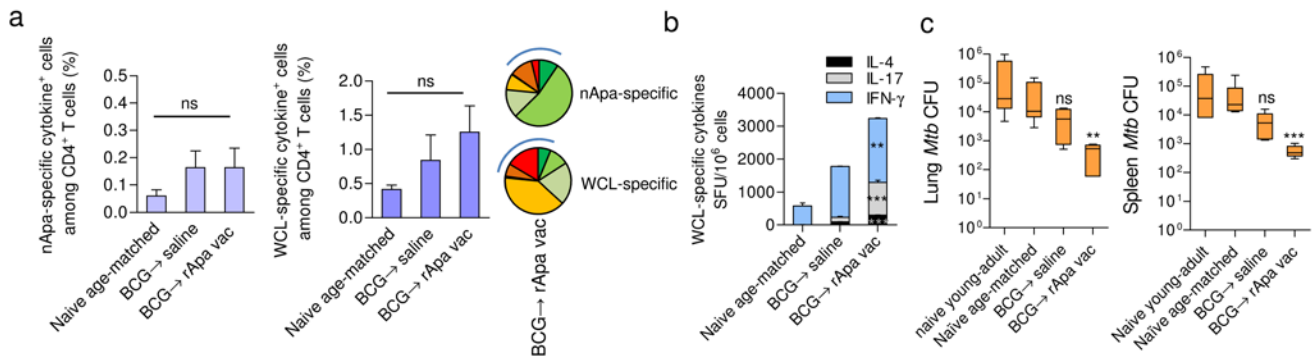 a
nApa-specific cytokine⁺ cells
among CD4⁺ T cells (%)
0.5
0.4
0.3
0.2
0.1
0.0
ns
Naive age-matched
BCG→ saline
BCG→ rApa vac
WCL-specific cytokine⁺ cells
among CD4⁺ T cells (%)
2.0
1.5
1.0
0.5
0.0
ns
Naive age-matched
BCG→ saline
BCG→ rApa vac
nApa-specific
WCL-specific
BCG→ rApa vac
b
IL-4
IL-17
IFN-γ
WCL-specific cytokines
SFU/10⁶ cells
4000
3000
2000
1000
0
**
***
Naive age-matched
BCG→ saline
BCG→ rApa vac
c
Lung Mtb CFU
10⁶
10⁵
10⁴
10³
10²
10¹
10⁰
ns
**
naive young-adult
Naïve age-matched
BCG→ saline
BCG→ rApa vac
Spleen Mtb CFU
10⁶
10⁵
10⁴
10³
10²
10¹
10⁰
ns
***
Naive young-adult
Naïve age-matched
BCG→ saline
BCG→ rApa vac